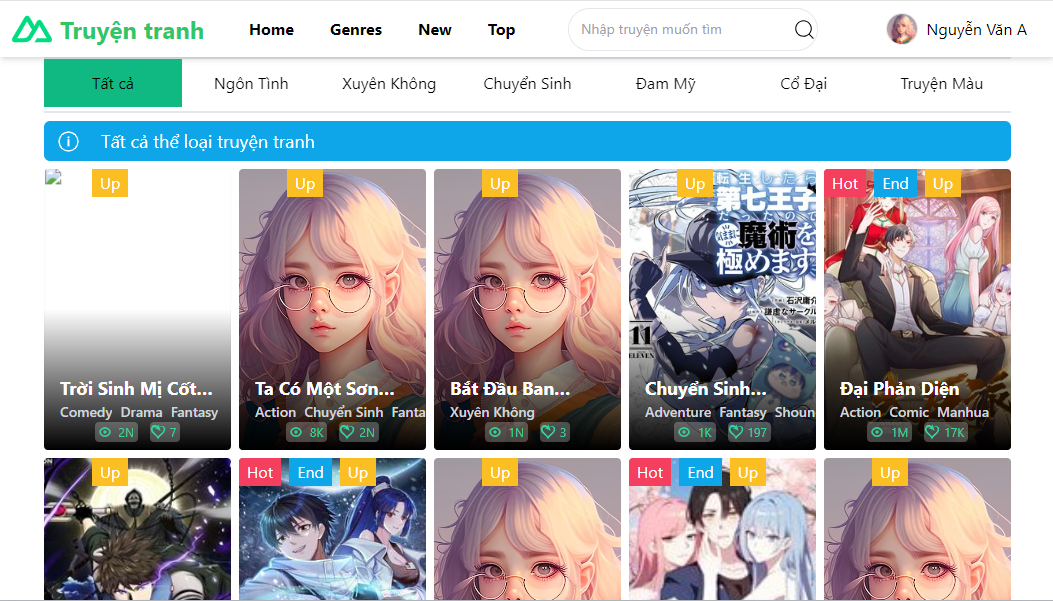 Truyện tranh
Home Genres New Top
Nhập truyện muốn tìm
Nguyễn Văn A
Tất cả Ngôn Tình Xuyên Không Chuyển Sinh Đam Mỹ Cổ Đại Truyện Màu
Tất cả thể loại truyện tranh
Up
Trời Sinh Mị Cốt...
Comedy Drama Fantasy
2N 7
Up
Ta Có Một Sơn...
Action Chuyển Sinh Fanta
8K 2N
Up
Bắt Đầu Ban...
Xuyên Không
1N 3
Up
転生したら
第七王子
だったので
魔術を
極めます
石沢庸介
謙虚なサークル
11
ELEVEN
Chuyển Sinh...
Adventure Fantasy Shoun
1K 197
Hot End Up
Đại Phản Diện
Action Comic Manhua
1M 17K
Up
Hot End Up
Up
Hot End Up
Up